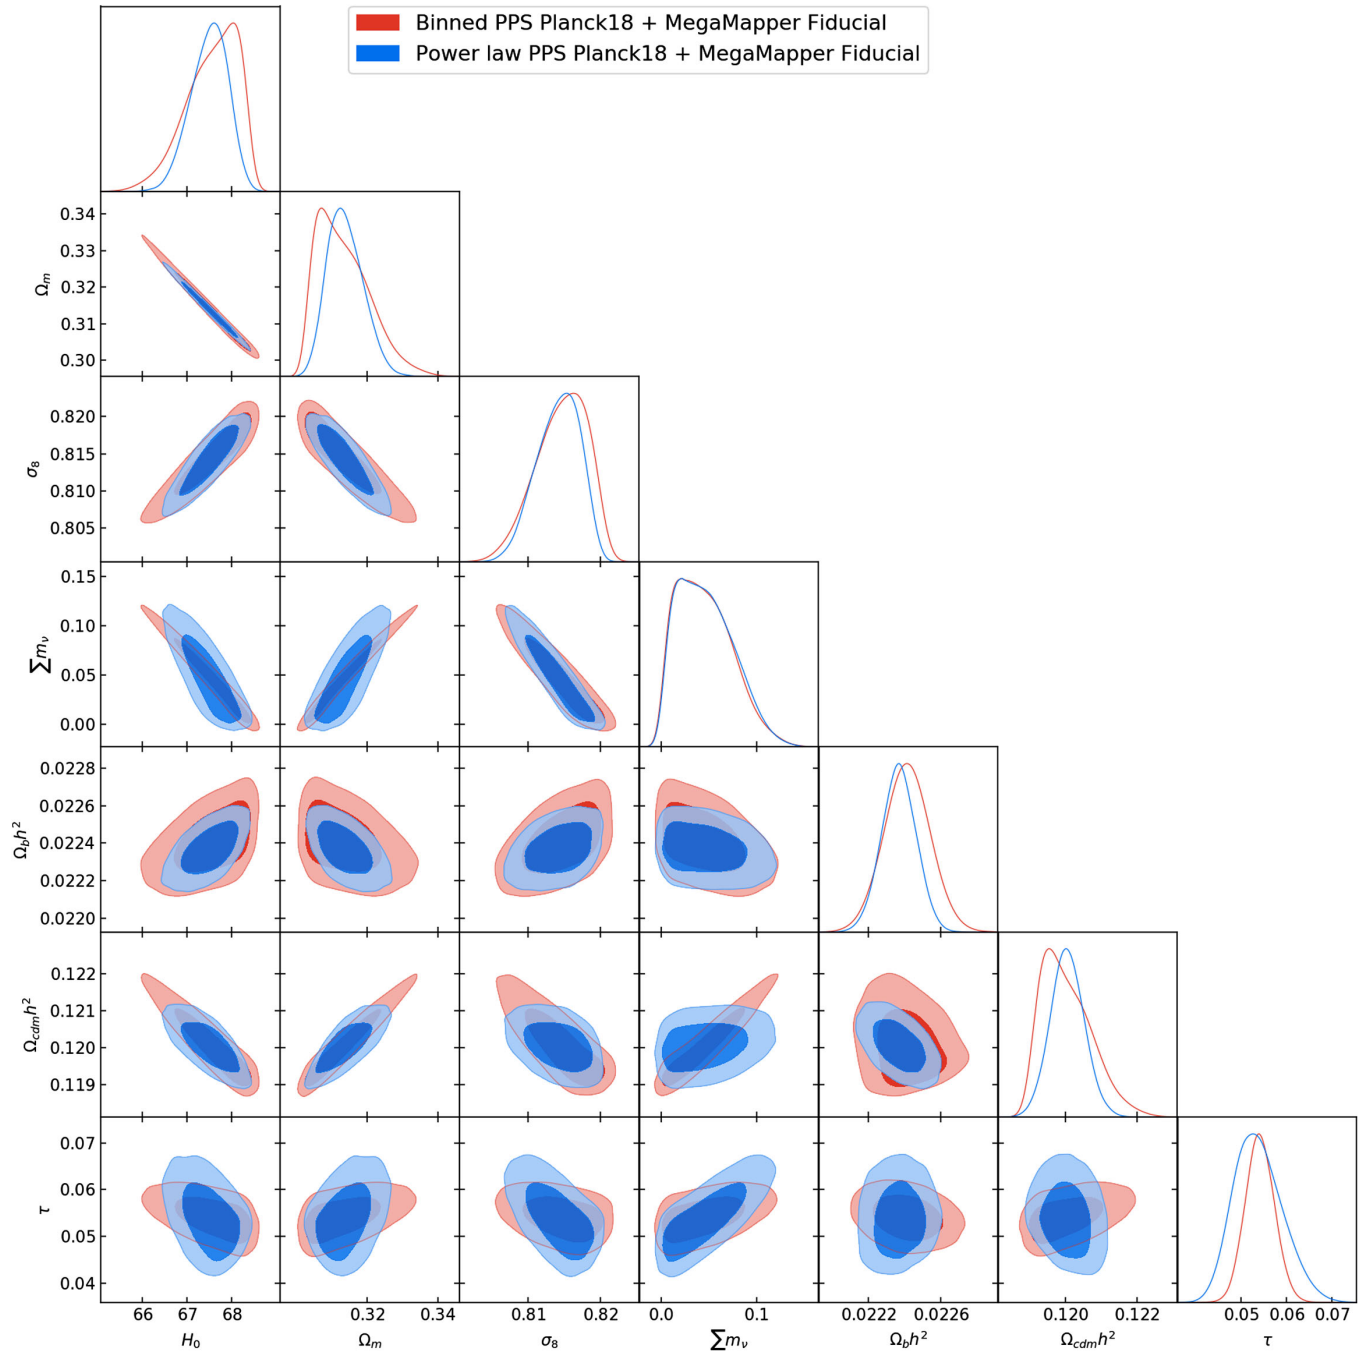 Binned PPS Planck18 + MegaMapper Fiducial
Power law PPS Planck18 + MegaMapper Fiducial
0.34
0.33
0.32
0.31
0.30
Ωm
0.820
0.815
0.810
0.805
σ8
0.15
0.10
0.05
0.00
∑mν
0.0228
0.0226
0.0224
0.0222
0.0220
Ωbh²
0.122
0.121
0.120
0.119
Ωcdmh²
0.07
0.06
0.05
0.04
τ
66 67 68 0.32 0.34 0.81 0.82 0.0 0.1 0.0222 0.0226 0.120 0.122 0.05 0.06 0.07
H0 Ωm σ8 ∑mν Ωbh² Ωcdmh² τ